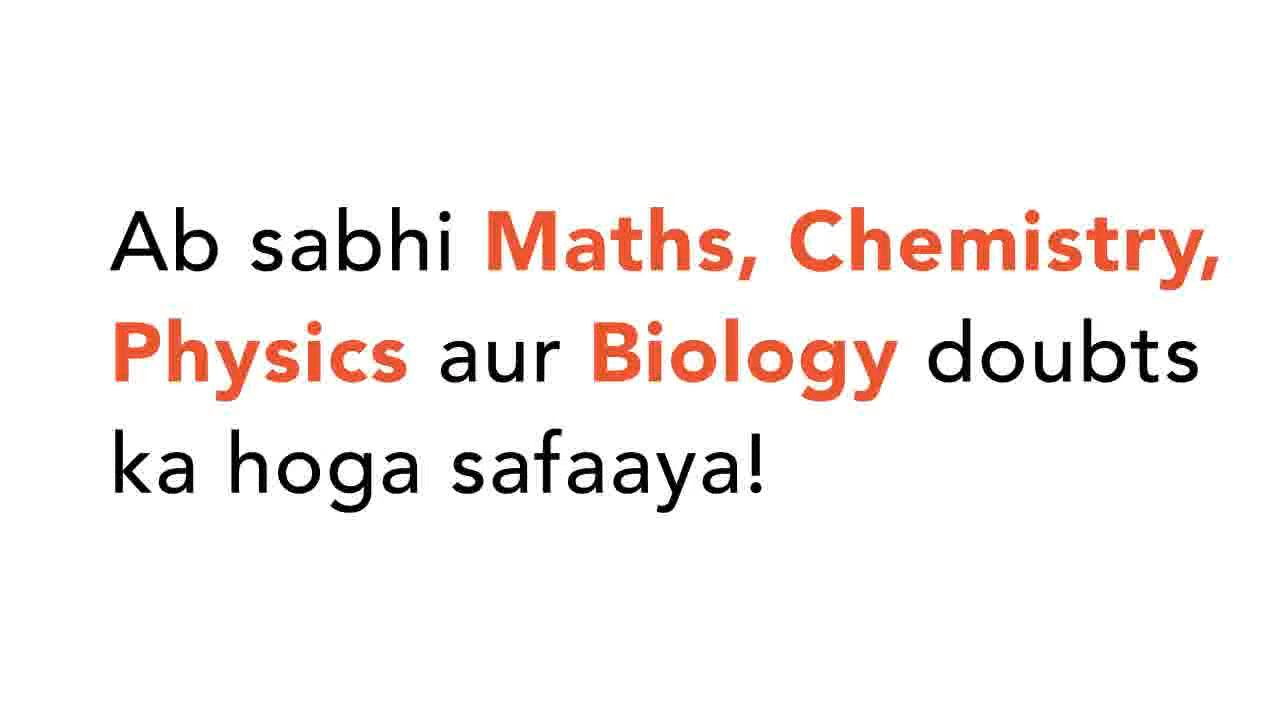 Ab sabhi Maths, Chemistry,
Physics aur Biology doubts
ka hoga safaaya!